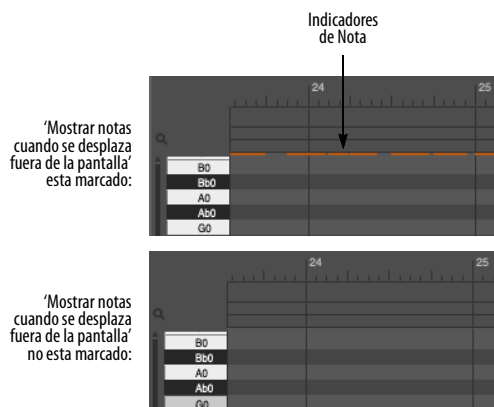 Indicadores
de Nota
24
25
‘Mostrar notas
cuando se desplaza
fuera de la pantalla’
esta marcado:
B0
Bb0
A0
Ab0
G0
24
25
‘Mostrar notas
cuando se desplaza
fuera de la pantalla’
no esta marcado:
B0
Bb0
A0
Ab0
G0